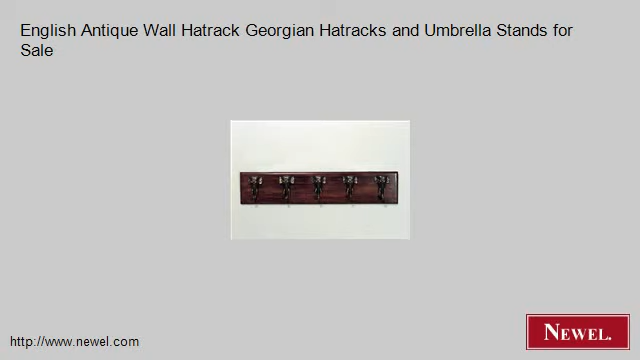 English Antique Wall Hatrack Georgian Hatracks and Umbrella Stands for
Sale
http://www.newel.com
NEWEL.